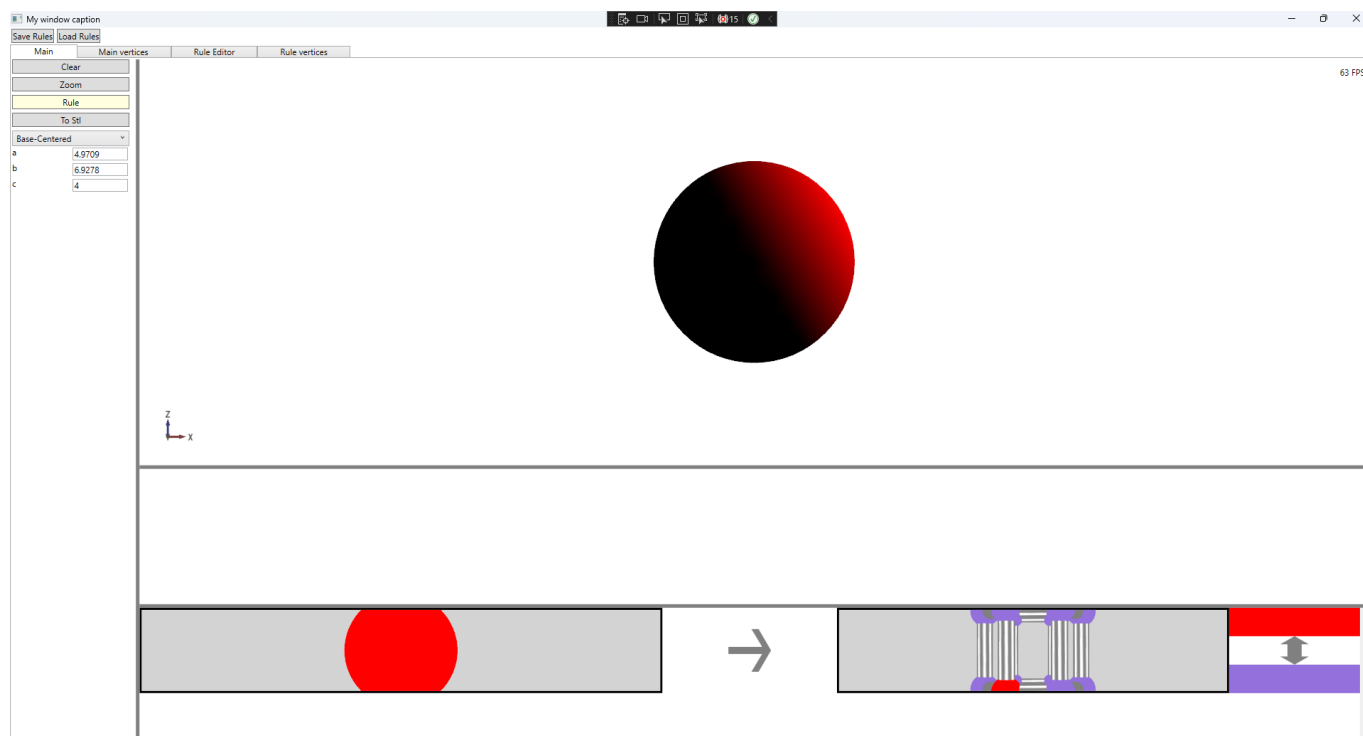 My window caption
15
Save Rules Load Rules
Main Main vertices Rule Editor Rule vertices
Clear
63 FPS
Zoom
Rule
To Stl
Base-Centered
a 4.9709
b 6.9278
c 4
Z
X